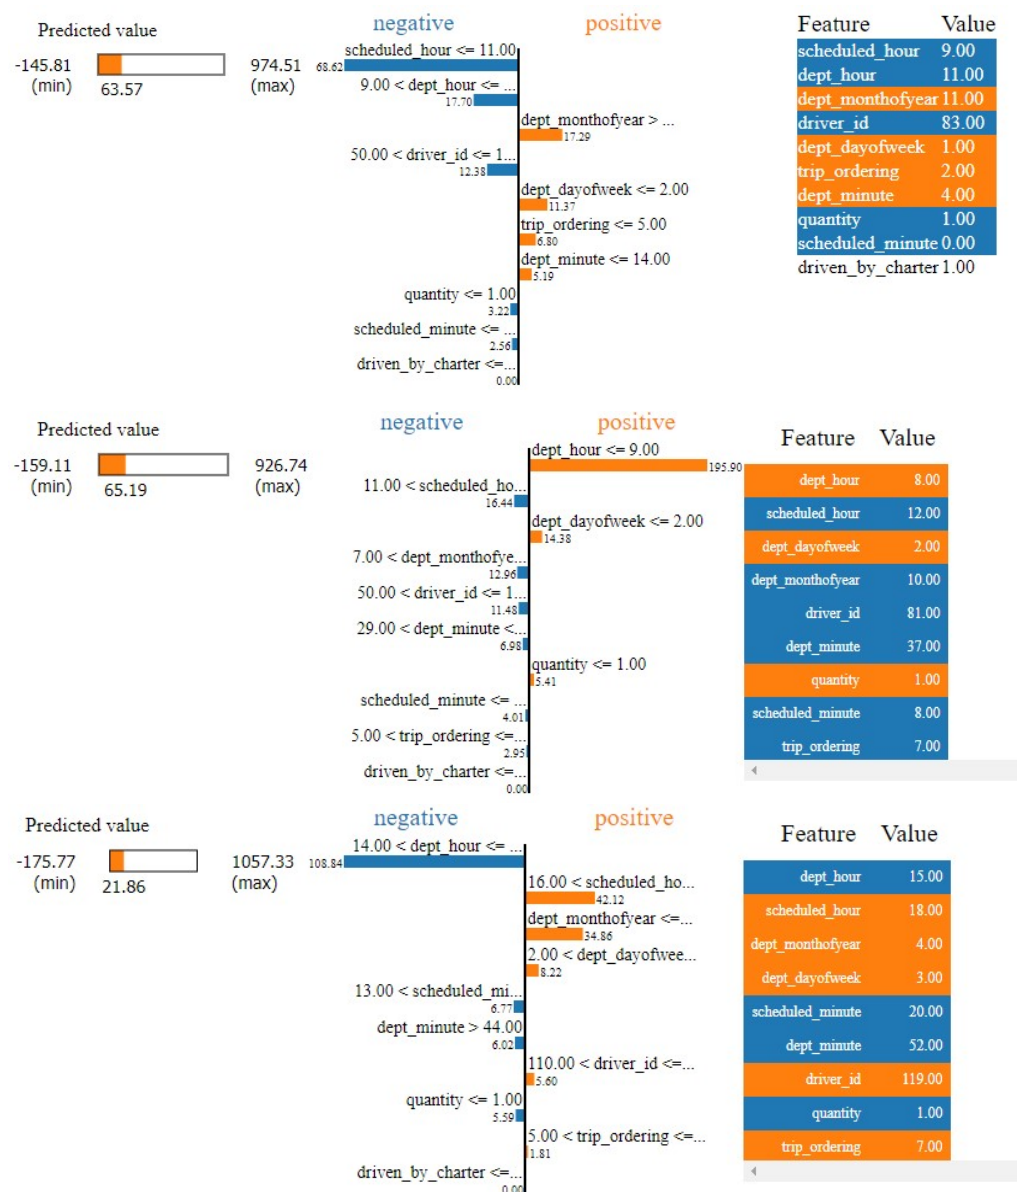 Predicted value
-145.81
(min)
63.57
974.51
(max)
negative positive
scheduled_hour <= 11.00
68.62
9.00 < dept_hour <= ...
17.70
dept_monthofyear > ...
17.29
50.00 < driver_id <= 1...
12.38
dept_dayofweek <= 2.00
11.37
trip_ordering <= 5.00
6.80
dept_minute <= 14.00
5.19
quantity <= 1.00
3.22
scheduled_minute <= ...
2.56
driven_by_charter <=...
0.00
Feature Value
scheduled_hour 9.00
dept_hour 11.00
dept_monthofyear 11.00
driver_id 83.00
dept_dayofweek 1.00
trip_ordering 2.00
dept_minute 4.00
quantity 1.00
scheduled_minute 0.00
driven_by_charter 1.00
Predicted value
-159.11
(min)
65.19
926.74
(max)
negative positive
dept_hour <= 9.00
195.90
11.00 < scheduled_ho...
16.44
dept_dayofweek <= 2.00
14.38
7.00 < dept_monthofye...
12.96
50.00 < driver_id <= 1...
11.48
29.00 < dept_minute <...
6.98
quantity <= 1.00
5.41
scheduled_minute <= ...
4.01
5.00 < trip_ordering <=...
2.95
driven_by_charter <=...
0.00
Feature Value
dept_hour 8.00
scheduled_hour 12.00
dept_dayofweek 2.00
dept_monthofyear 10.00
driver_id 81.00
dept_minute 37.00
quantity 1.00
scheduled_minute 8.00
trip_ordering 7.00
Predicted value
-175.77
(min)
21.86
1057.33
(max)
negative positive
14.00 < dept_hour <= ...
108.84
16.00 < scheduled_ho...
42.12
dept_monthofyear <=...
34.86
2.00 < dept_dayofwee...
8.22
13.00 < scheduled_mi...
6.77
dept_minute > 44.00
6.02
110.00 < driver_id <=...
5.60
quantity <= 1.00
5.59
5.00 < trip_ordering <=...
1.81
driven_by_charter <=...
0.00
Feature Value
dept_hour 15.00
scheduled_hour 18.00
dept_monthofyear 4.00
dept_dayofweek 3.00
scheduled_minute 20.00
dept_minute 52.00
driver_id 119.00
quantity 1.00
trip_ordering 7.00